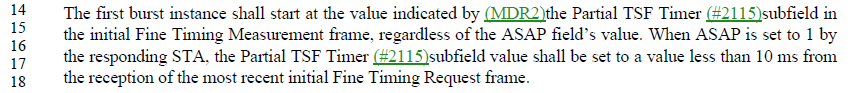 14 The first burst instance shall start at the value indicated by (MDR2)the Partial TSF Timer (#2115)subfield in
15 the initial Fine Timing Measurement frame, regardless of the ASAP field's value. When ASAP is set to 1 by
16
17 the responding STA, the Partial TSF Timer (#2115)subfield value shall be set to a value less than 10 ms from
18 the reception of the most recent initial Fine Timing Request frame.